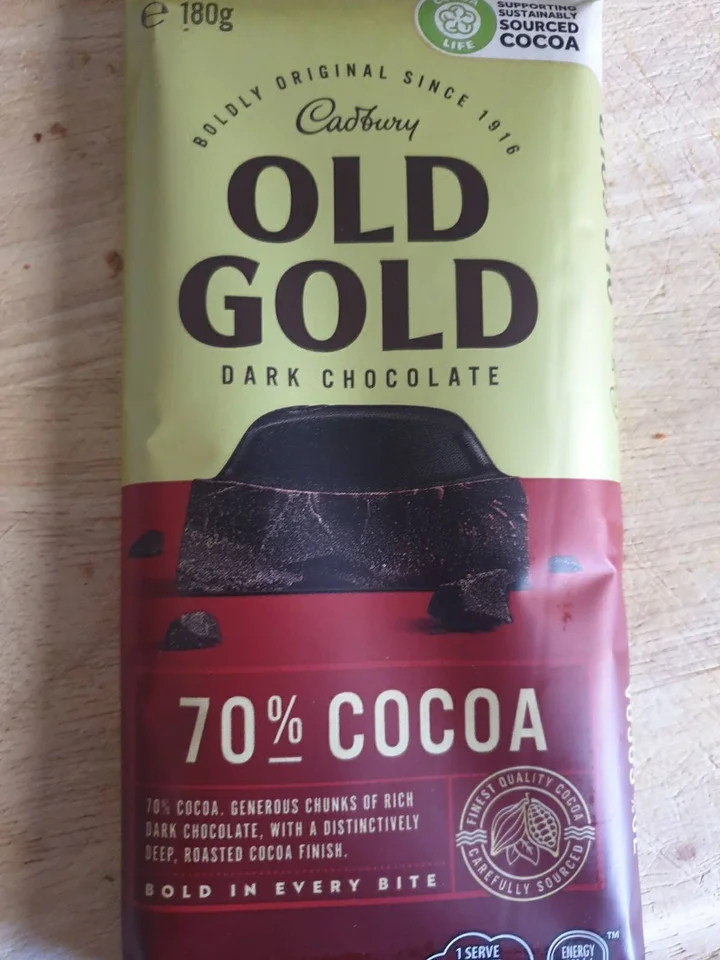 e 180g
LIFE
SUPPORTING
SUSTAINABLY
SOURCED
COCOA
BOLDLY ORIGINAL SINCE 1916
Cadbury
OLD
GOLD
DARK CHOCOLATE
70% COCOA
70% COCOA. GENEROUS CHUNKS OF RICH
DARK CHOCOLATE, WITH A DISTINCTIVELY
DEEP, ROASTED COCOA FINISH.
BOLD IN EVERY BITE
FINEST QUALITY COCOA
CAREFULLY SOURCED
1 SERVE
ENERGY
TM